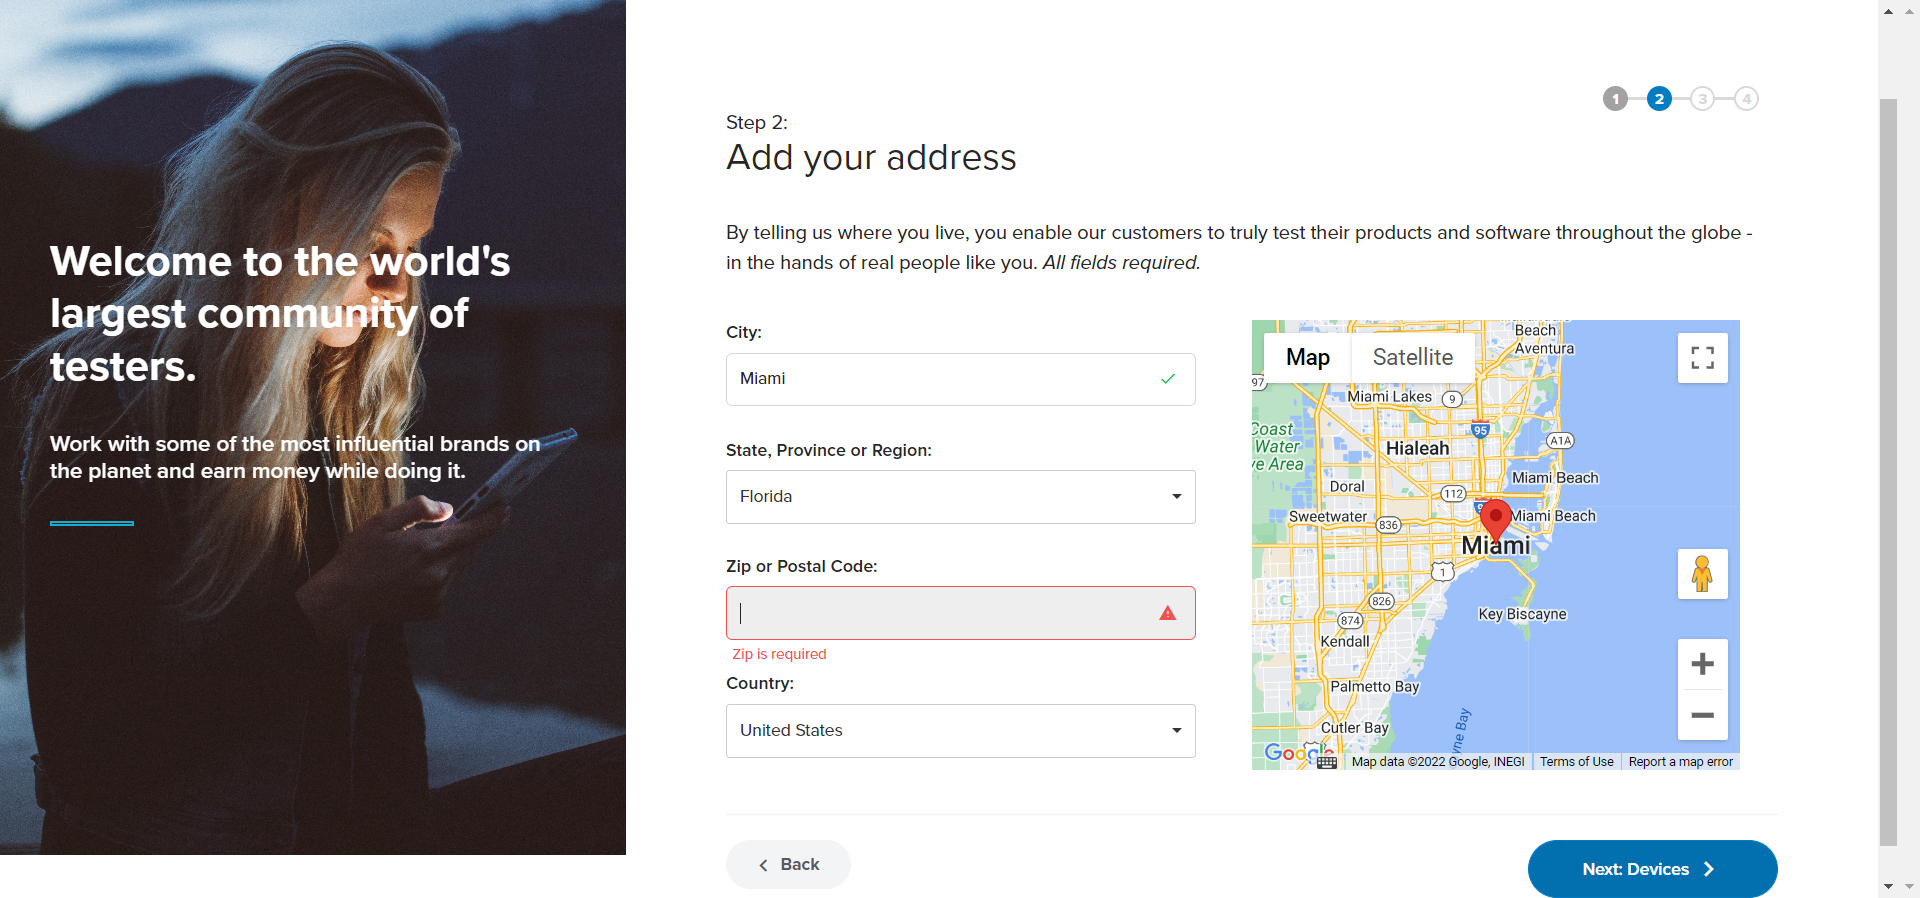 Welcome to the world's
largest community of
testers.
Work with some of the most influential brands on
the planet and earn money while doing it.
1
2
3
4
Step 2:
Add your address
By telling us where you live, you enable our customers to truly test their products and software throughout the globe -
in the hands of real people like you. All fields required.
City:
Miami
State, Province or Region:
Florida
Zip or Postal Code:
Zip is required
Country:
United States
Map
Satellite
Beach
Aventura
97
Miami Lakes
9
95
Coast
Water
ve Area
Hialeah
A1A
Doral
Miami Beach
112
Sweetwater
836
Miami Beach
Miami
1
826
Key Biscayne
874
Kendall
Palmetto Bay
Cutler Bay
ne Bay
Google
Map data ©2022 Google, INEGI
Terms of Use
Report a map error
Back
Next: Devices